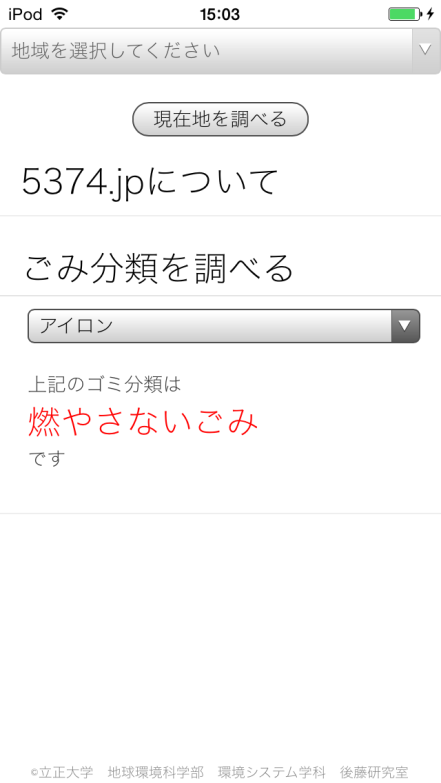 iPod 15:03
地域を選択してください
現在地を調べる
5374.jpについて
ごみ分類を調べる
アイロン
上記のゴミ分類は
燃やさないごみ
です
©立正大学 地球環境科学部 環境システム学科 後藤研究室